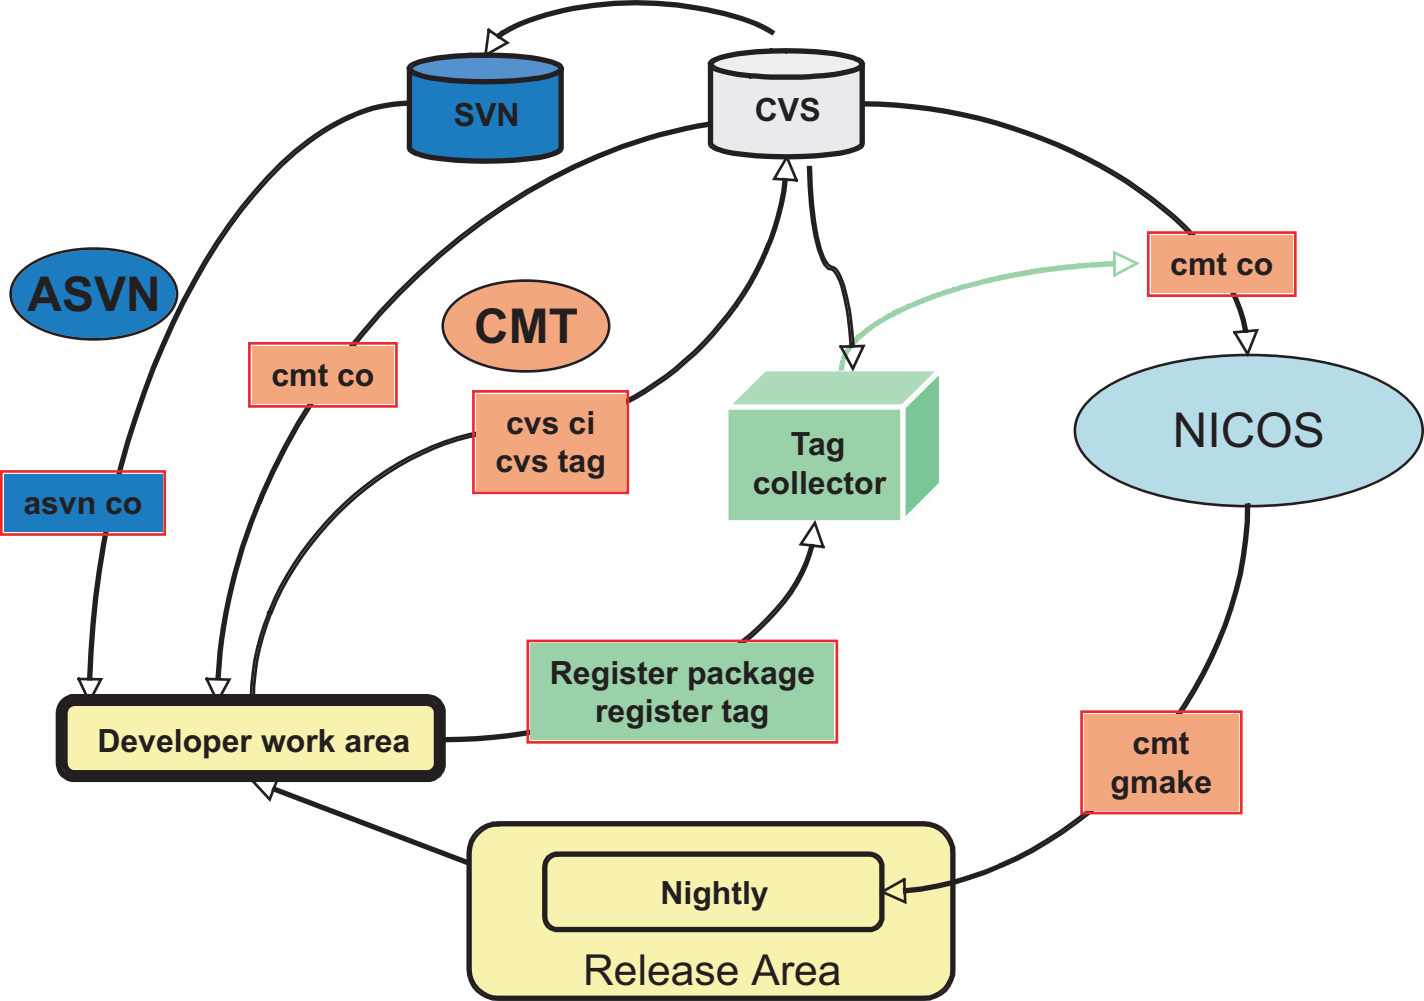 SVN
CVS
ASVN
CMT
cmt co
cmt co
cvs ci
cvs tag
asvn co
Tag
collector
NICOS
Register package
register tag
Developer work area
cmt
gmake
Nightly
Release Area